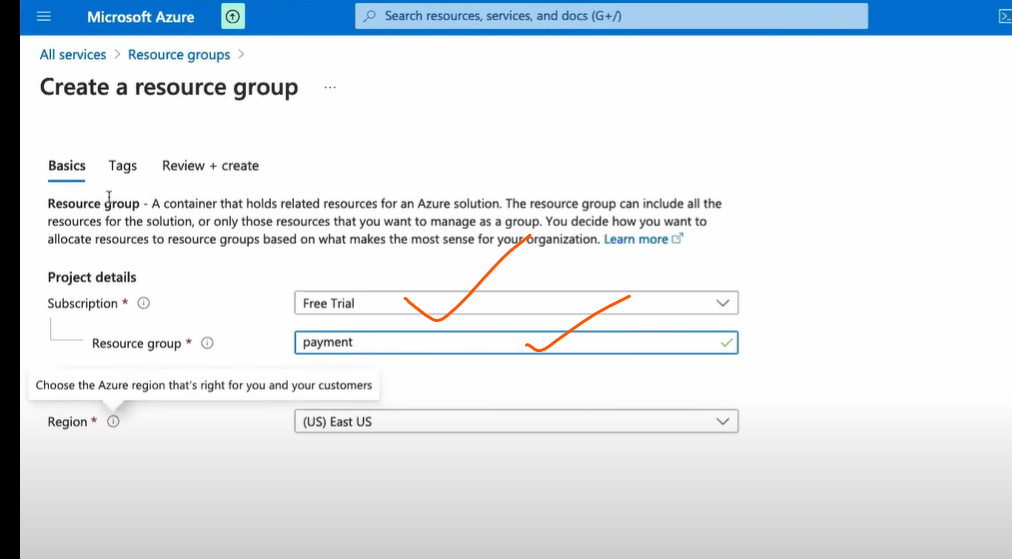 Microsoft Azure
Search resources, services, and docs (G+/)
All services > Resource groups >
Create a resource group ...
Basics Tags Review + create
Resource group - A container that holds related resources for an Azure solution. The resource group can include all the
resources for the solution, or only those resources that you want to manage as a group. You decide how you want to
allocate resources to resource groups based on what makes the most sense for your organization. Learn more
Project details
Subscription * Free Trial
Resource group * payment
Choose the Azure region that's right for you and your customers
Region * (US) East US